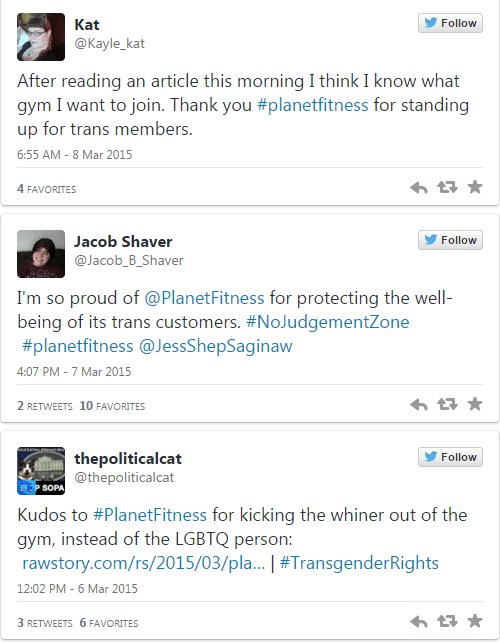 Kat
Follow
@Kayle_kat
After reading an article this morning I think I know what
gym I want to join. Thank you #planetfitness for standing
up for trans members.
6:55 AM - 8 Mar 2015
4 FAVORITES
Jacob Shaver
Follow
@Jacob_B_Shaver
I'm so proud of @PlanetFitness for protecting the well-
being of its trans customers. #NoJudgementZone
#planetfitness @JessShepSaginaw
4:07 PM - 7 Mar 2015
2 RETWEETS 10 FAVORITES
thepoliticalcat
Follow
@thepoliticalcat
P SOPA
Kudos to #PlanetFitness for kicking the whiner out of the
gym, instead of the LGBTQ person:
rawstory.com/rs/2015/03/pla... | #TransgenderRights
12:02 PM - 6 Mar 2015
3 RETWEETS 6 FAVORITES